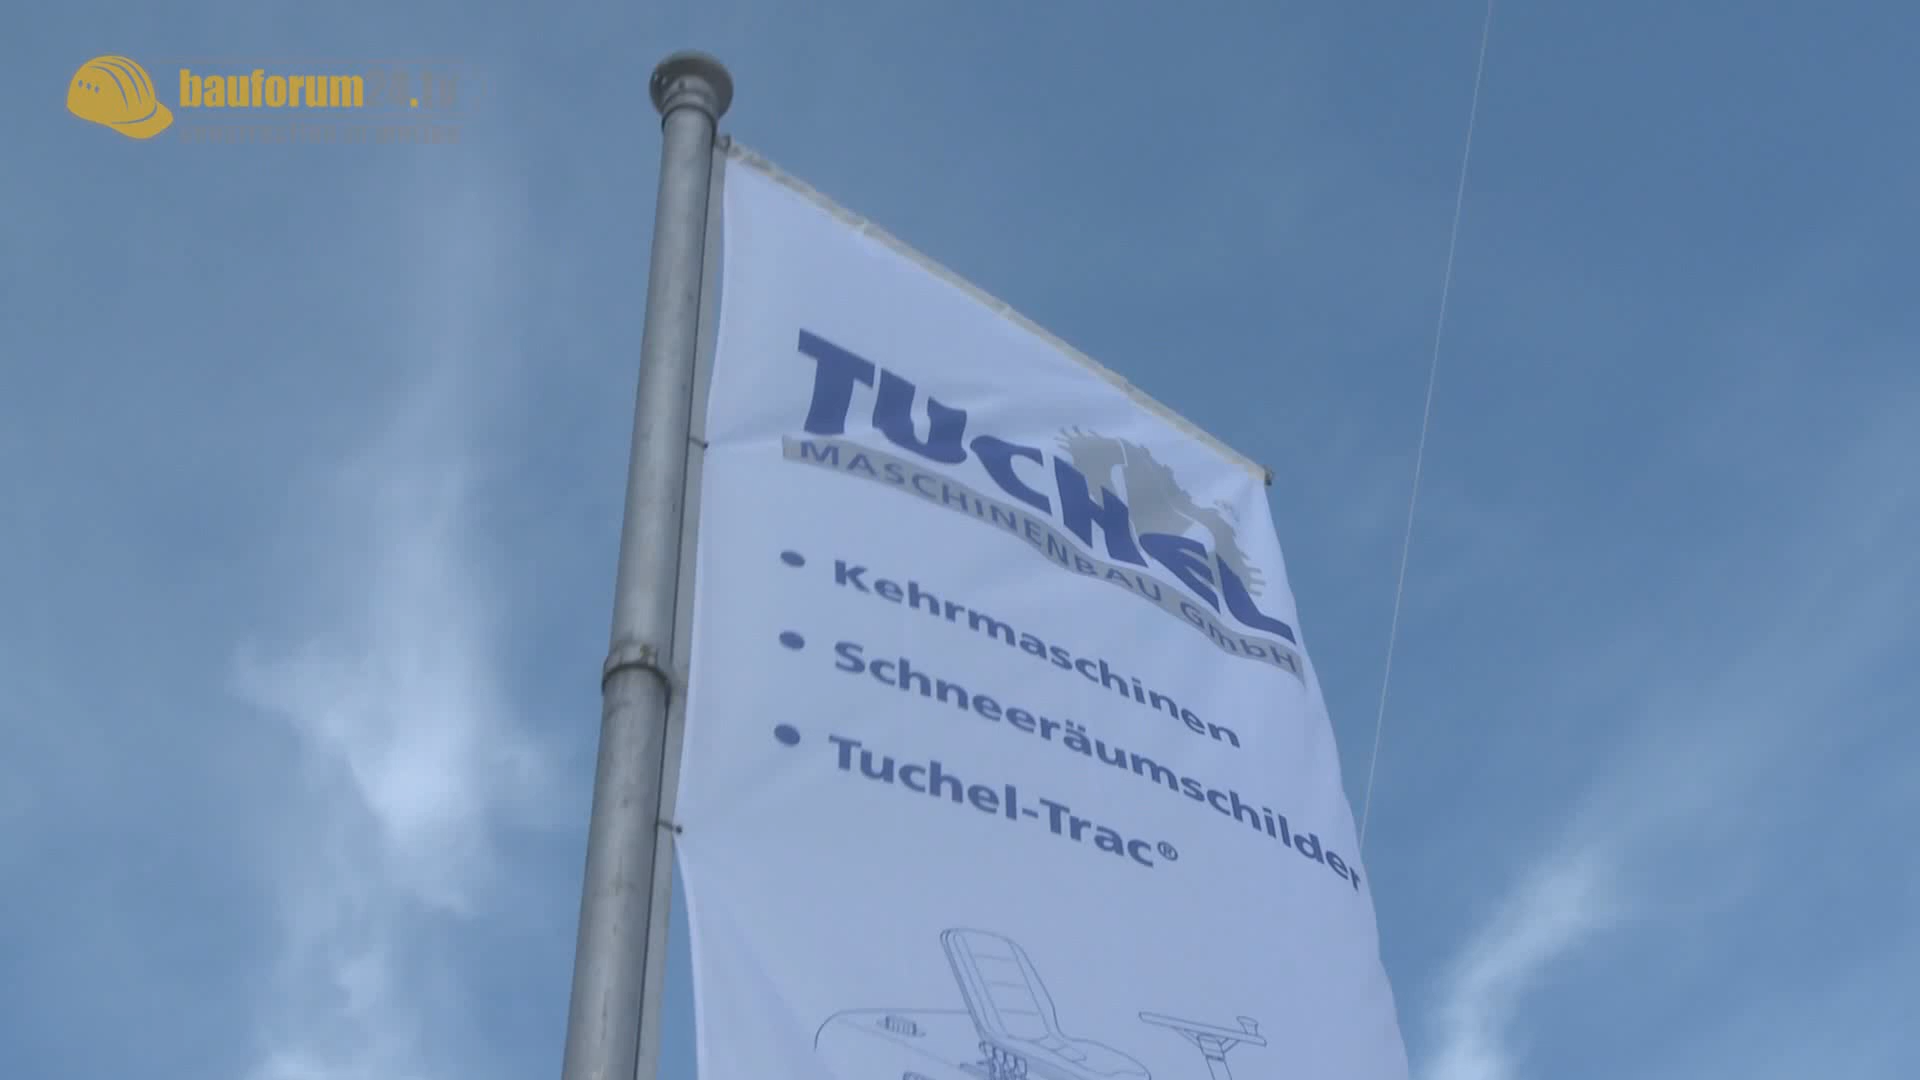 bauforum24.tv
TUCHEL
MASCHINENBAU GmbH
• Kehrmaschinen
• Schneeräumschilder
• Tuchel-Trac®